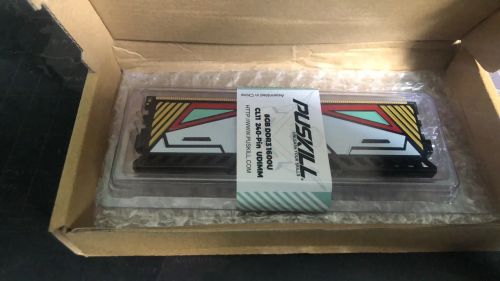 PUSKILL
8GB DDR3 1600U
CL11 240-Pin UDIMM
HTTP://WWW.PUSKILL.COM
Assembled in China